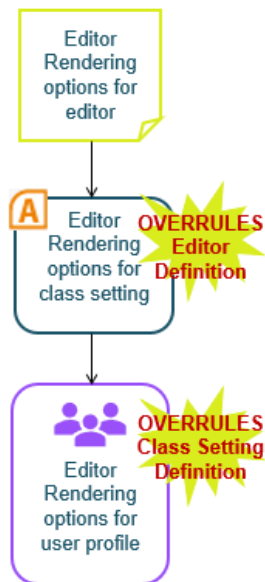 Editor
Rendering
options for
editor
A
Editor
Rendering
options for
class setting
OVERRULES
Editor
Definition
OVERRULES
Class Setting
Definition
Editor
Rendering
options for
user profile